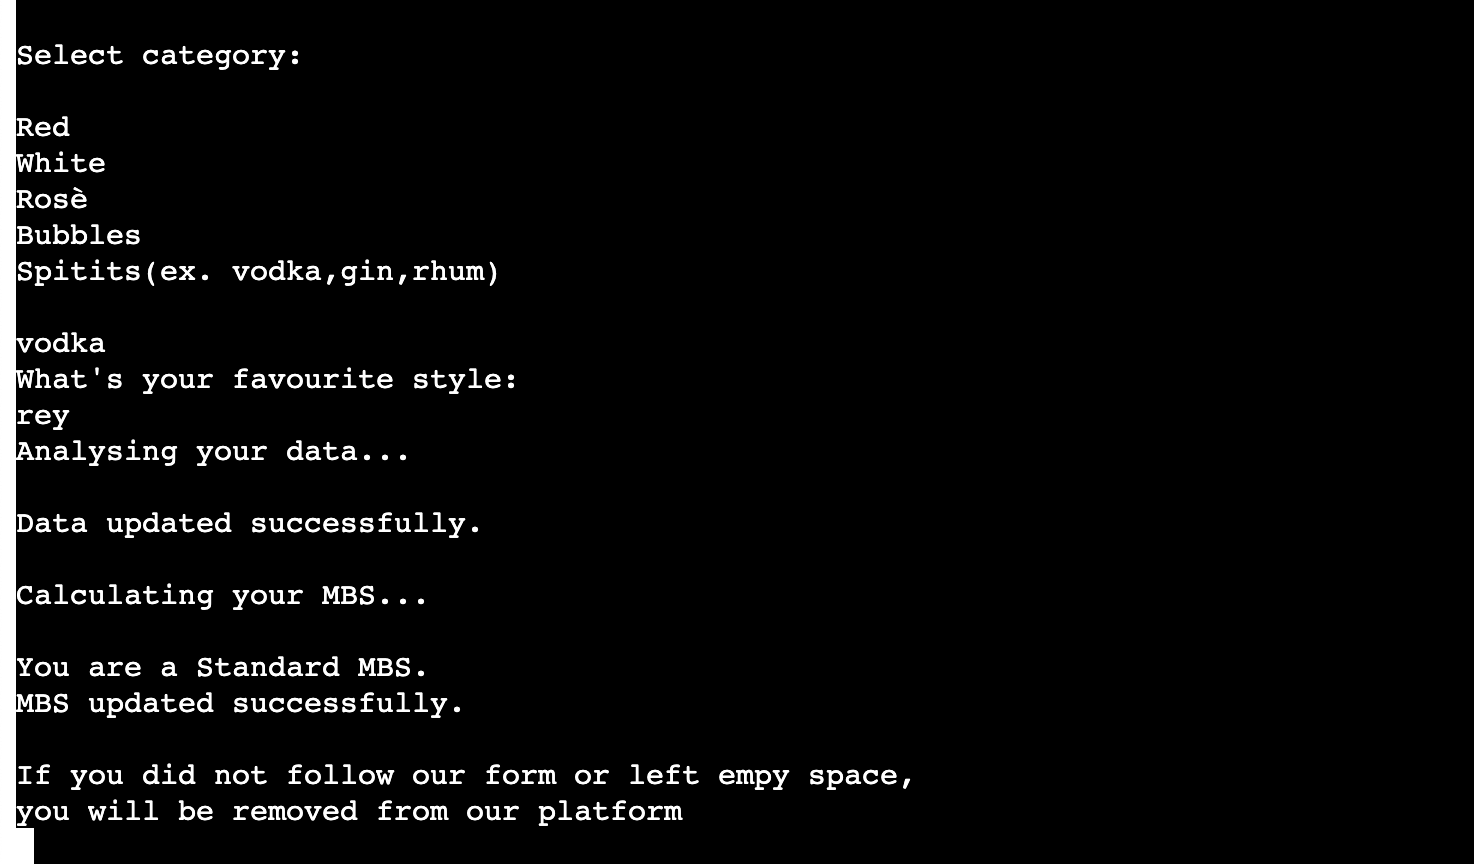 Select category:
Red
White
Rosè
Bubbles
Spitits(ex. vodka,gin,rhum)
vodka
What's your favourite style:
rey
Analysing your data...
Data updated successfully.
Calculating your MBS...
You are a Standard MBS.
MBS updated successfully.
If you did not follow our form or left empy space,
you will be removed from our platform